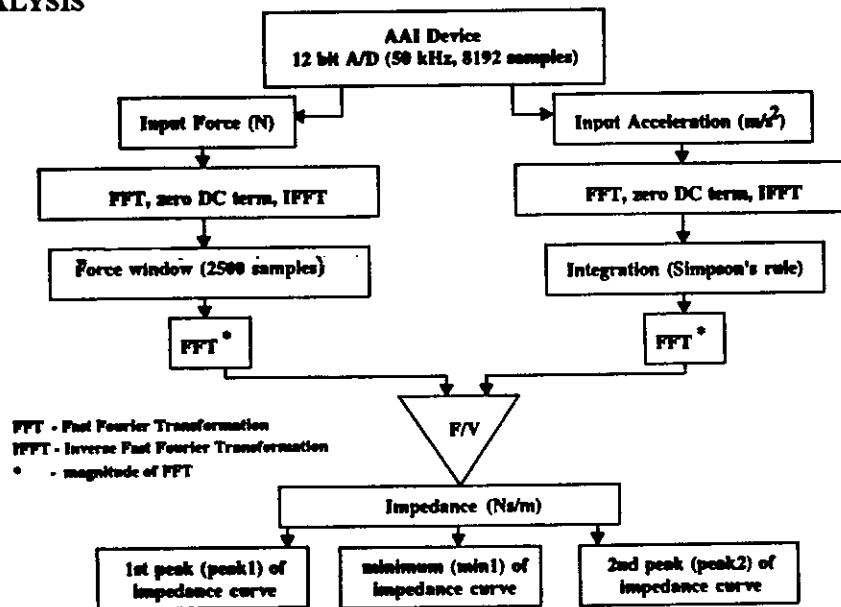 ALYSIS
AAI Device
12 bit A/D (50 kHz, 8192 samples)
Input Force (N)
Input Acceleration (m/s²)
FFT, zero DC term, IFFT
FFT, zero DC term, IFFT
Force window (2500 samples)
Integration (Simpson's rule)
FFT *
FFT *
F/V
FFT - Fast Fourier Transformation
IFFT - Inverse Fast Fourier Transformation
* - magnitude of FFT
Impedance (Ns/m)
1st peak (peak1) of
impedance curve
minimum (min1) of
impedance curve
2nd peak (peak2) of
impedance curve